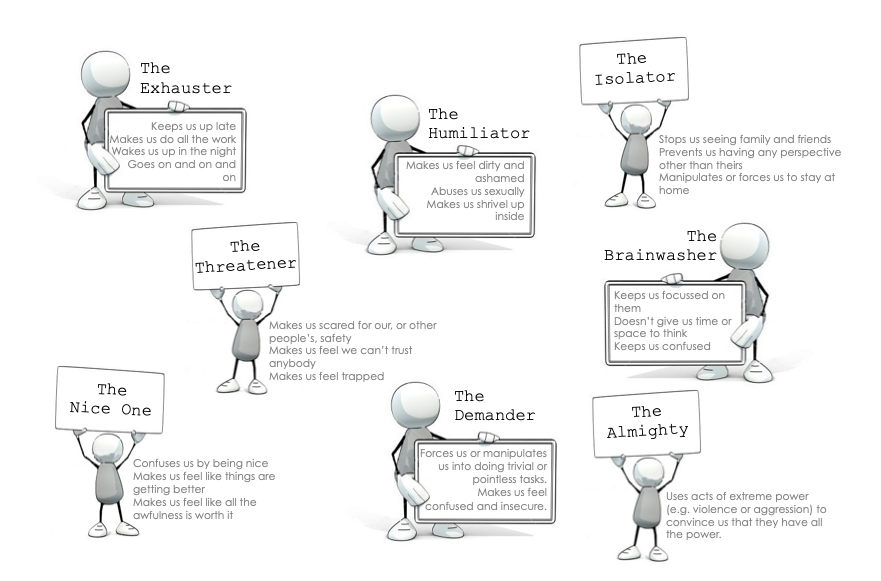 The
Exhauster
Keeps us up late
Makes us do all the work
Wakes us up in the night
Goes on and on and
on
The
Humiliator
Makes us feel dirty and
ashamed
Abuses us sexually
Makes us shrivel up
inside
The
Isolator
Stops us seeing family and friends
Prevents us having any perspective
other than theirs
Manipulates or forces us to stay at
home
The
Threatener
Makes us scared for our, or other
people's, safety
Makes us feel we can't trust
anybody
Makes us feel trapped
The
Brainwasher
Keeps us focussed on
them
Doesn't give us time or
space to think
Keeps us confused
The
Nice One
Confuses us by being nice
Makes us feel like things are
getting better
Makes us feel like all the
awfulness is worth it
The
Demander
Forces us or manipulates
us into doing trivial or
pointless tasks.
Makes us feel
confused and insecure.
The
Almighty
Uses acts of extreme power
(e.g. violence or aggression) to
convince us that they have all
the power.